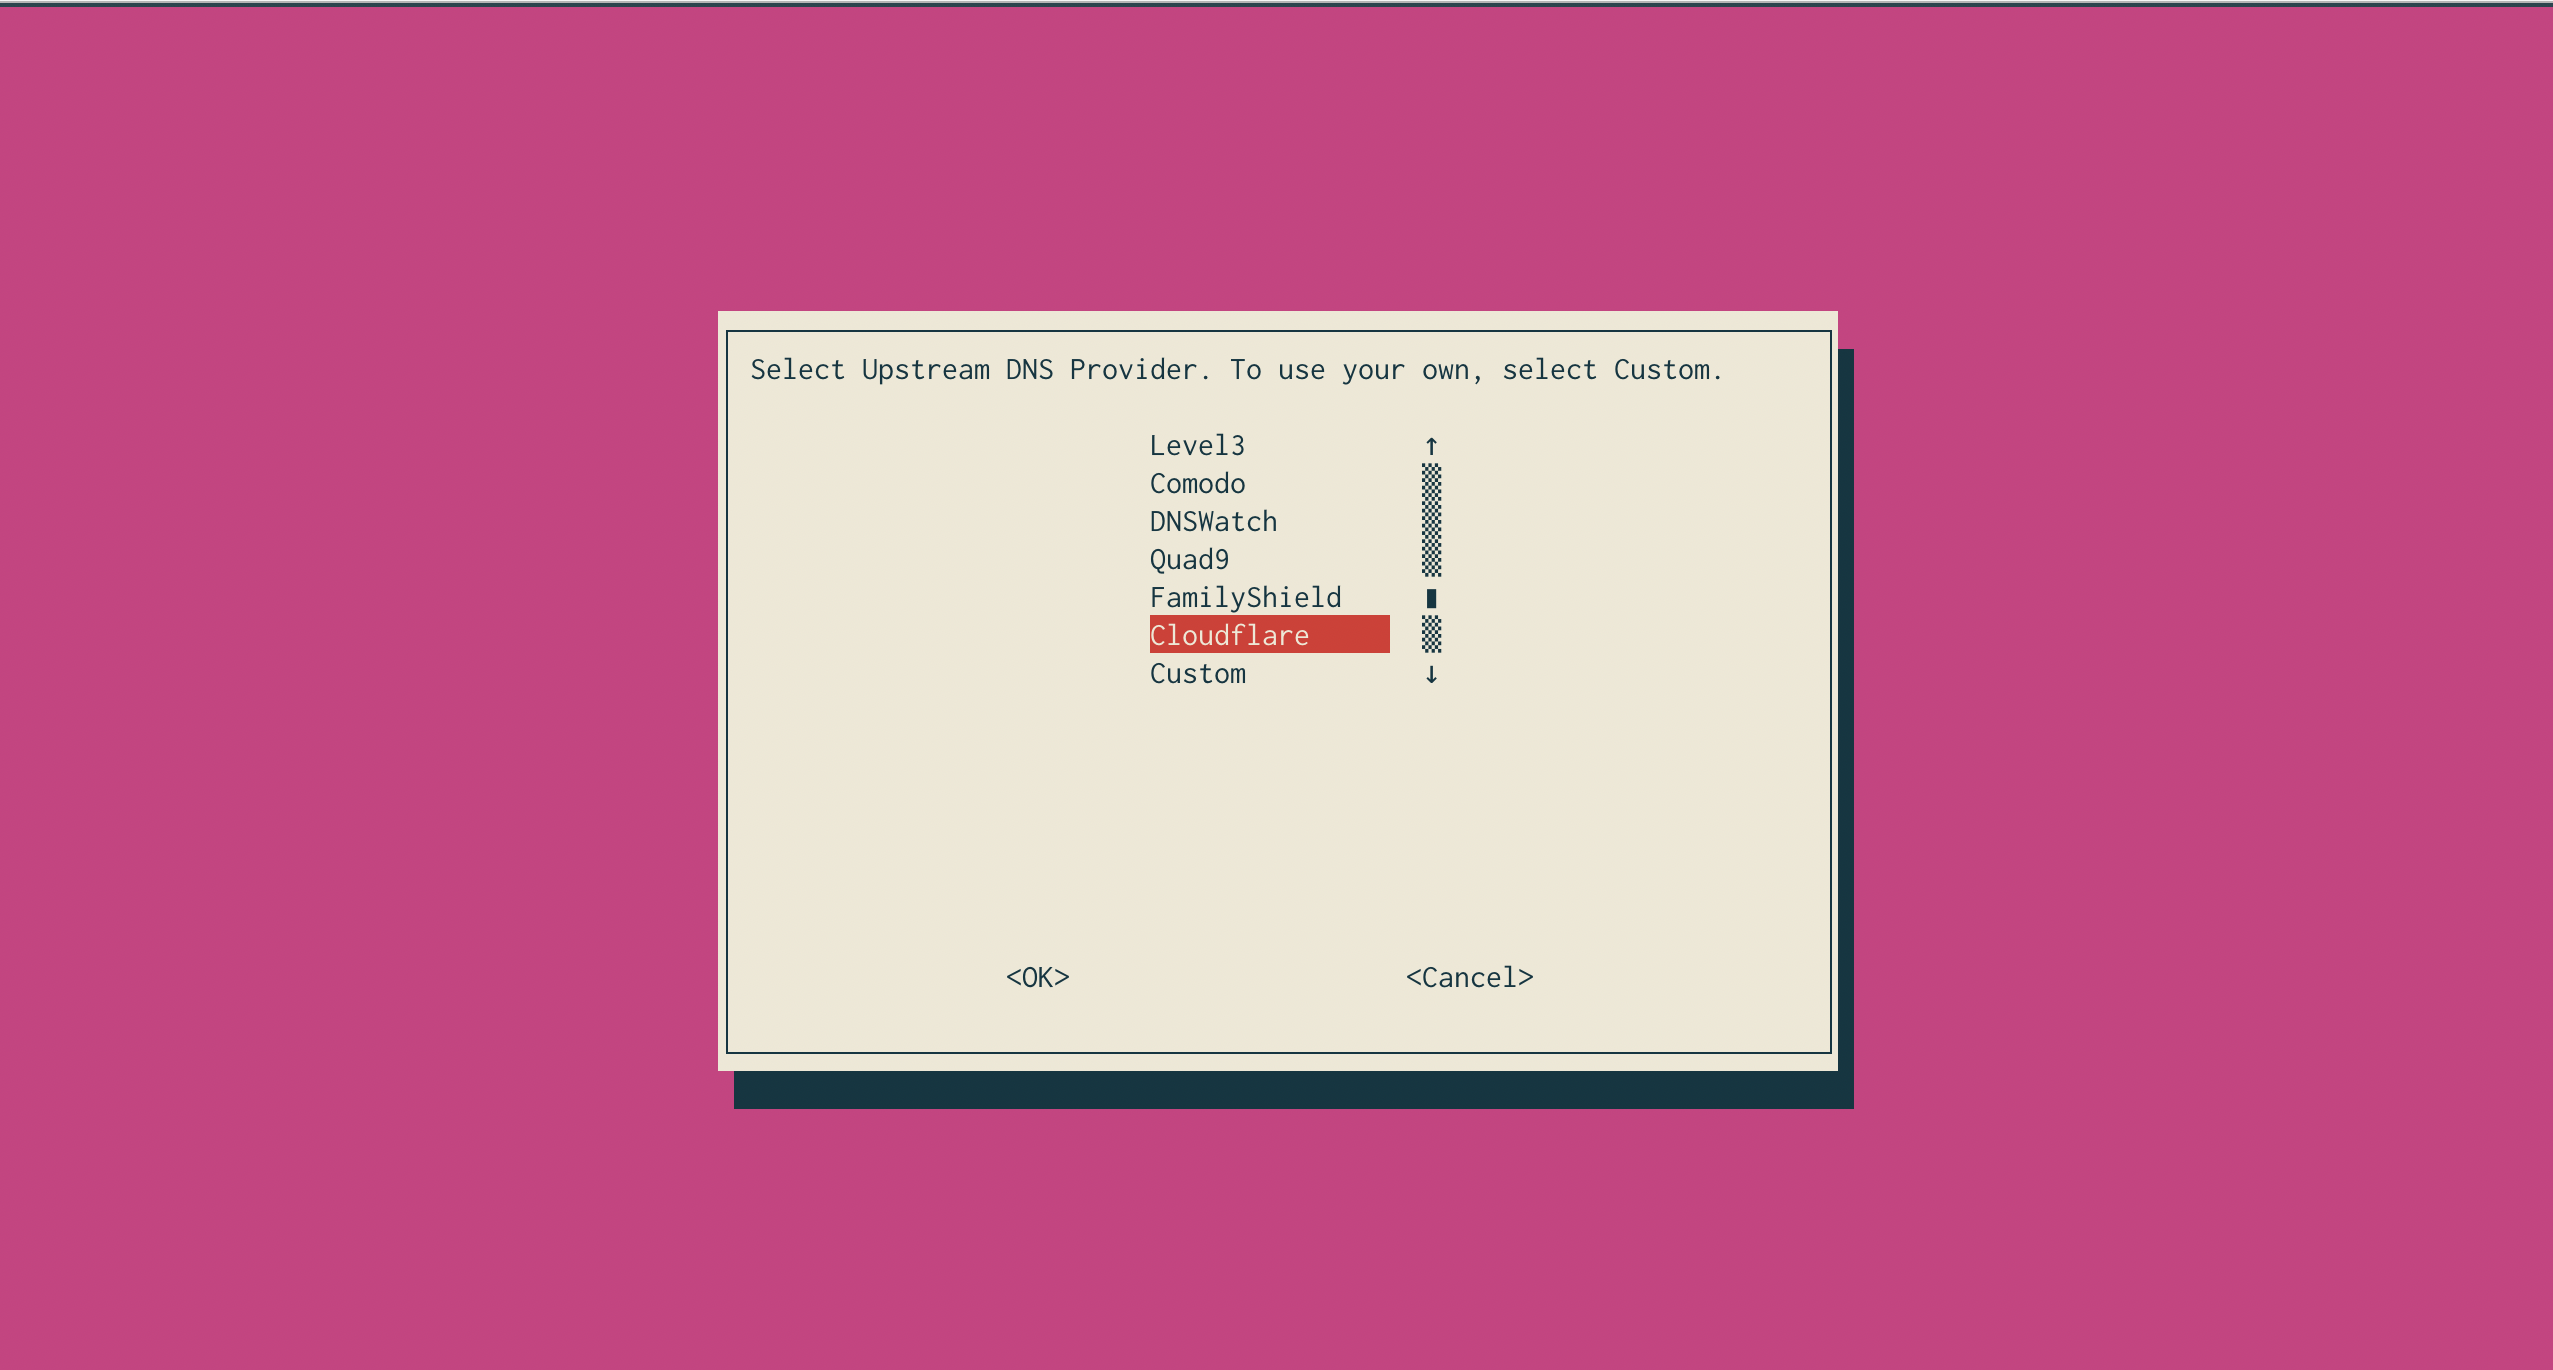 Select Upstream DNS Provider. To use your own, select Custom.
Level3 ↑
Comodo
DNSWatch
Quad9
FamilyShield
Cloudflare
Custom ↓
<OK> <Cancel>